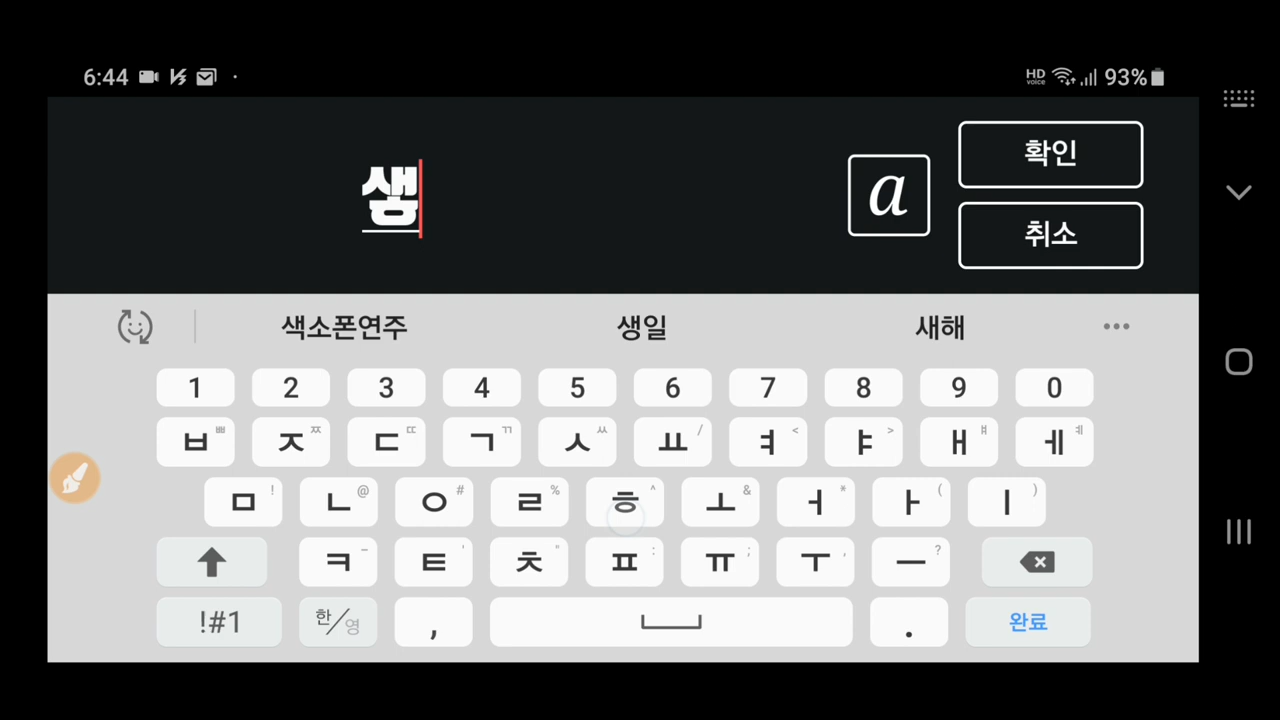 6:44 HD voice 93%
생
a
확인
취소
색소폰연주 생일 새해
1 2 3 4 5 6 7 8 9 0
ㅂ ㅃ ㅈ ㅉ ㄷ ㄸ ㄱ ㄲ ㅅ ㅆ ㅛ / ㅕ < ㅑ > ㅐ ㅒ ㅔ ㅖ
ㅁ ! ㄴ @ ㅇ # ㄹ % ㅎ ^ ㅗ & ㅓ * ㅏ ( ㅣ )
ㅋ - ㅌ ' ㅊ " ㅍ : ㅠ ; ㅜ , ㅡ ?
!#1 한/영 , . 완료